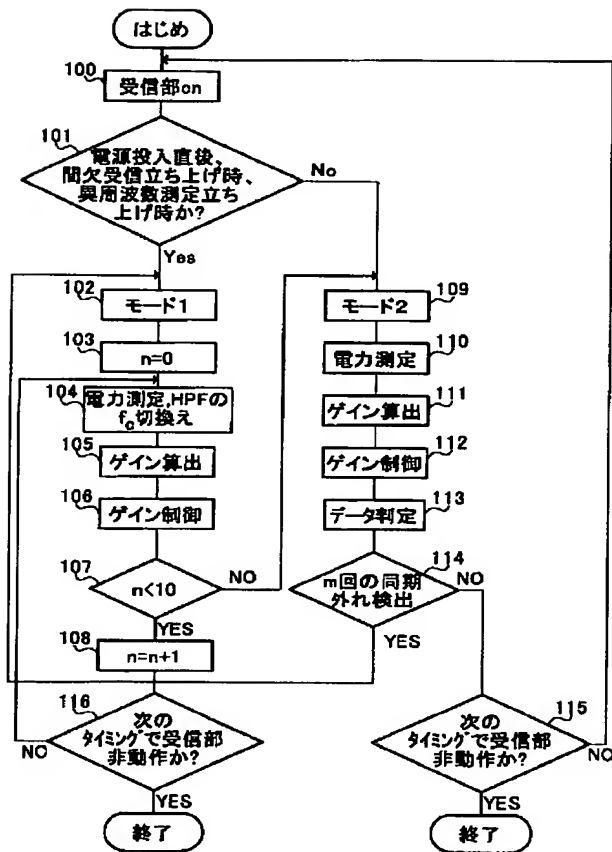 はじめ
100
受信部on
101
電源投入直後、
間欠受信立ち上げ時、
異周波数測定立ち
上げ時か?
No
Yes
102
モード1
103
n=0
104
電力測定,HPFの
fc切換え
105
ゲイン算出
106
ゲイン制御
107
n<10
NO
YES
108
n=n+1
116
次の
タイミングで受信部
非動作か?
NO
YES
終了
109
モード2
110
電力測定
111
ゲイン算出
112
ゲイン制御
113
データ判定
114
m回の同期
外れ検出
NO
YES
115
次の
タイミングで受信部
非動作か?
NO
YES
終了